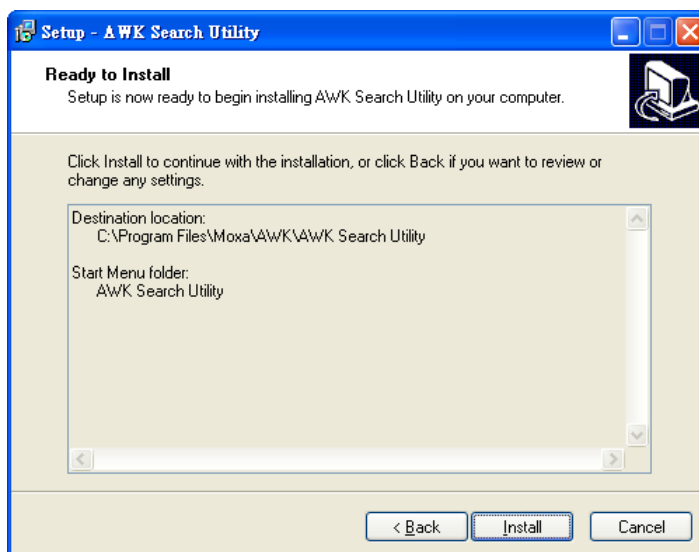 Setup - AWK Search Utility
Ready to Install
Setup is now ready to begin installing AWK Search Utility on your computer.
Click Install to continue with the installation, or click Back if you want to review or
change any settings.
Destination location:
C:\Program Files\Moxa\AWK\AWK Search Utility
Start Menu folder:
AWK Search Utility
< Back
Install
Cancel